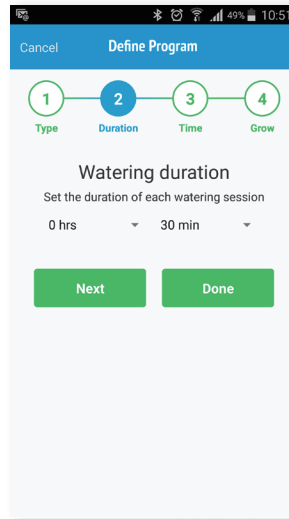 49% 10:51
Cancel Define Program
1 2 3 4
Type Duration Time Grow
Watering duration
Set the duration of each watering session
0 hrs 30 min
Next Done